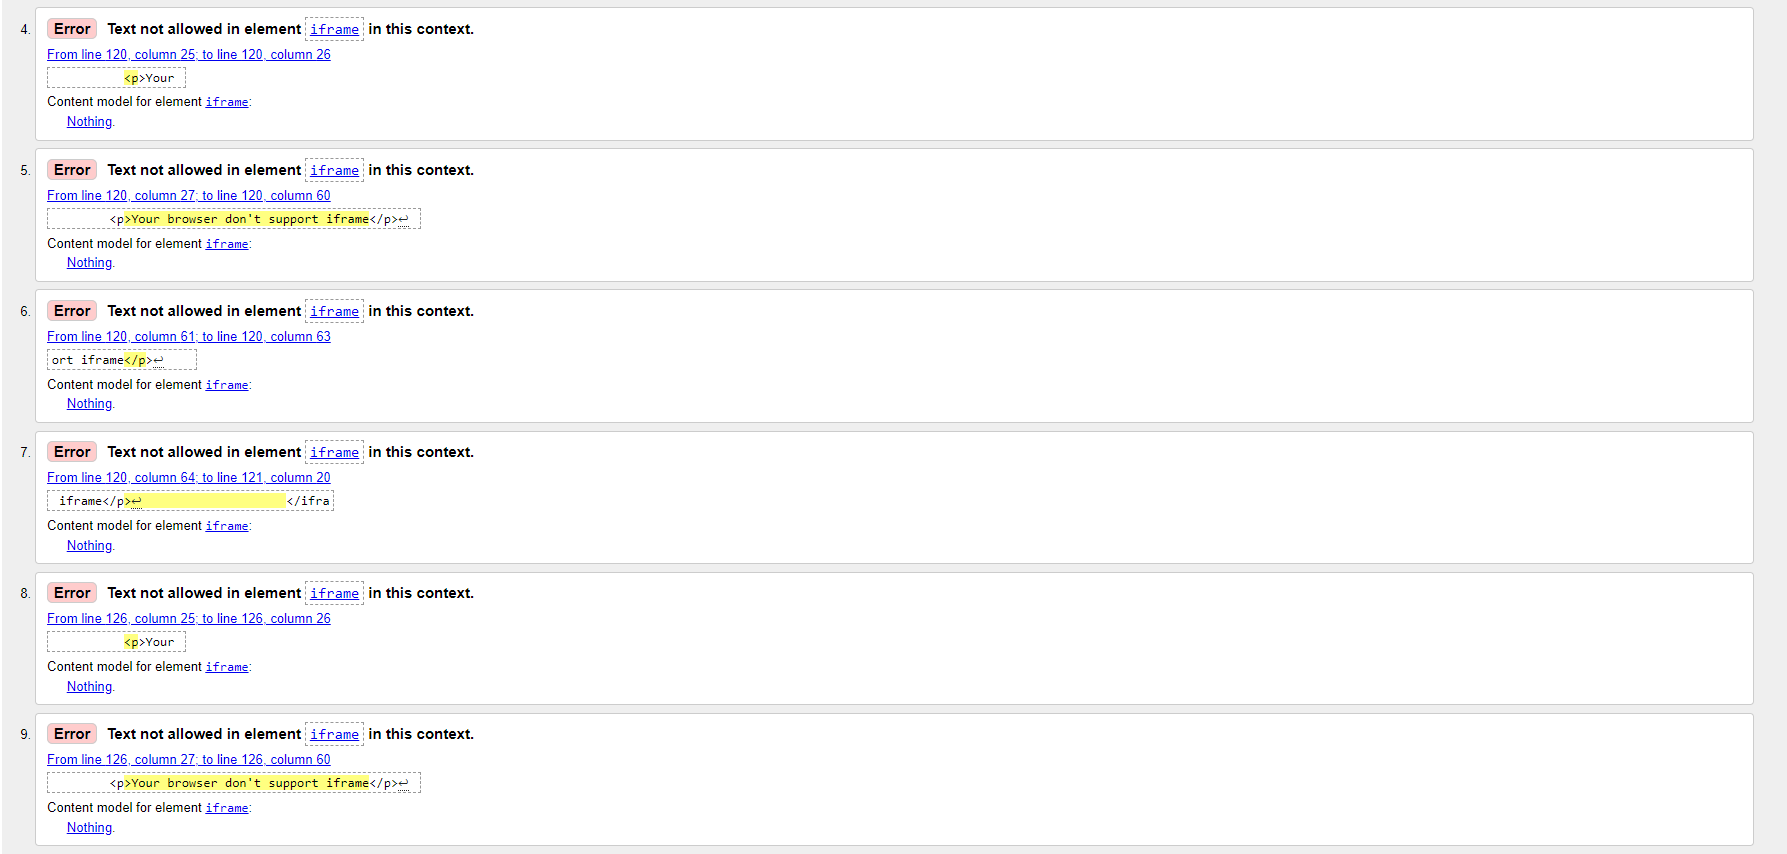 4. Error Text not allowed in element iframe in this context.
From line 120, column 25; to line 120, column 26
<p>Your
Content model for element iframe:
Nothing.
5. Error Text not allowed in element iframe in this context.
From line 120, column 27; to line 120, column 60
<p>Your browser don't support iframe</p>↩
Content model for element iframe:
Nothing.
6. Error Text not allowed in element iframe in this context.
From line 120, column 61; to line 120, column 63
ort iframe</p>↩
Content model for element iframe:
Nothing.
7. Error Text not allowed in element iframe in this context.
From line 120, column 64; to line 121, column 20
iframe</p>↩ </ifra
Content model for element iframe:
Nothing.
8. Error Text not allowed in element iframe in this context.
From line 126, column 25; to line 126, column 26
<p>Your
Content model for element iframe:
Nothing.
9. Error Text not allowed in element iframe in this context.
From line 126, column 27; to line 126, column 60
<p>Your browser don't support iframe</p>↩
Content model for element iframe:
Nothing.